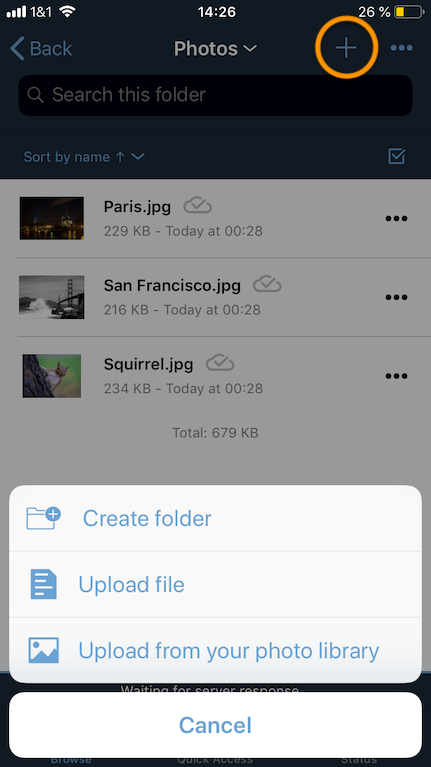 1&1 14:26 26 %
Back Photos
Search this folder
Sort by name ↑
Paris.jpg
229 KB - Today at 00:28
San Francisco.jpg
216 KB - Today at 00:28
Squirrel.jpg
234 KB - Today at 00:28
Total: 679 KB
Create folder
Upload file
Upload from your photo library
Waiting for server response
Cancel
Browse Quick Access Status